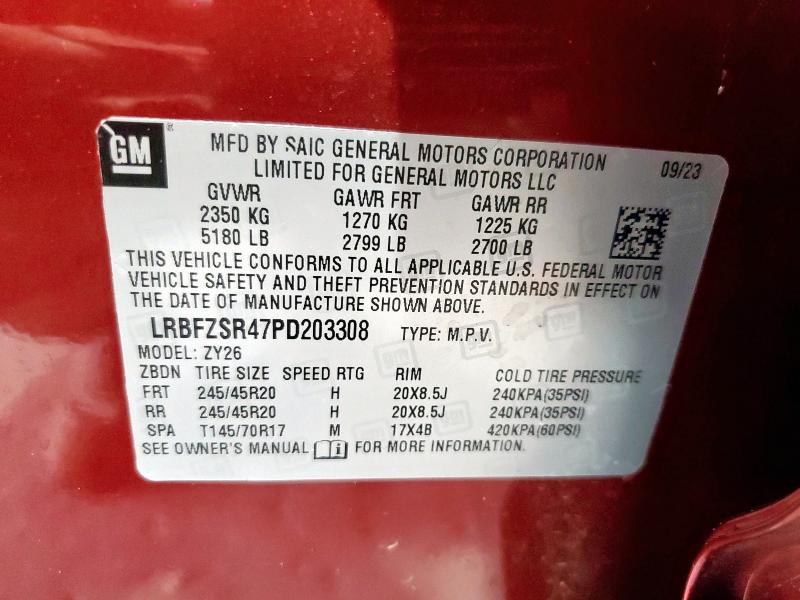 GM
MFD BY SAIC GENERAL MOTORS CORPORATION 09/23
LIMITED FOR GENERAL MOTORS LLC
GVWR GAWR FRT GAWR RR
2350 KG 1270 KG 1225 KG
5180 LB 2799 LB 2700 LB
THIS VEHICLE CONFORMS TO ALL APPLICABLE U.S. FEDERAL MOTOR
VEHICLE SAFETY AND THEFT PREVENTION STANDARDS IN EFFECT ON
THE DATE OF MANUFACTURE SHOWN ABOVE.
LRBFZSR47PD203308 TYPE: M.P.V.
MODEL: ZY26
ZBDN TIRE SIZE SPEED RTG RIM COLD TIRE PRESSURE
FRT 245/45R20 H 20X8.5J 240KPA(35PSI)
RR 245/45R20 H 20X8.5J 240KPA(35PSI)
SPA T145/70R17 M 17X4B 420KPA(60PSI)
SEE OWNER'S MANUAL i FOR MORE INFORMATION.